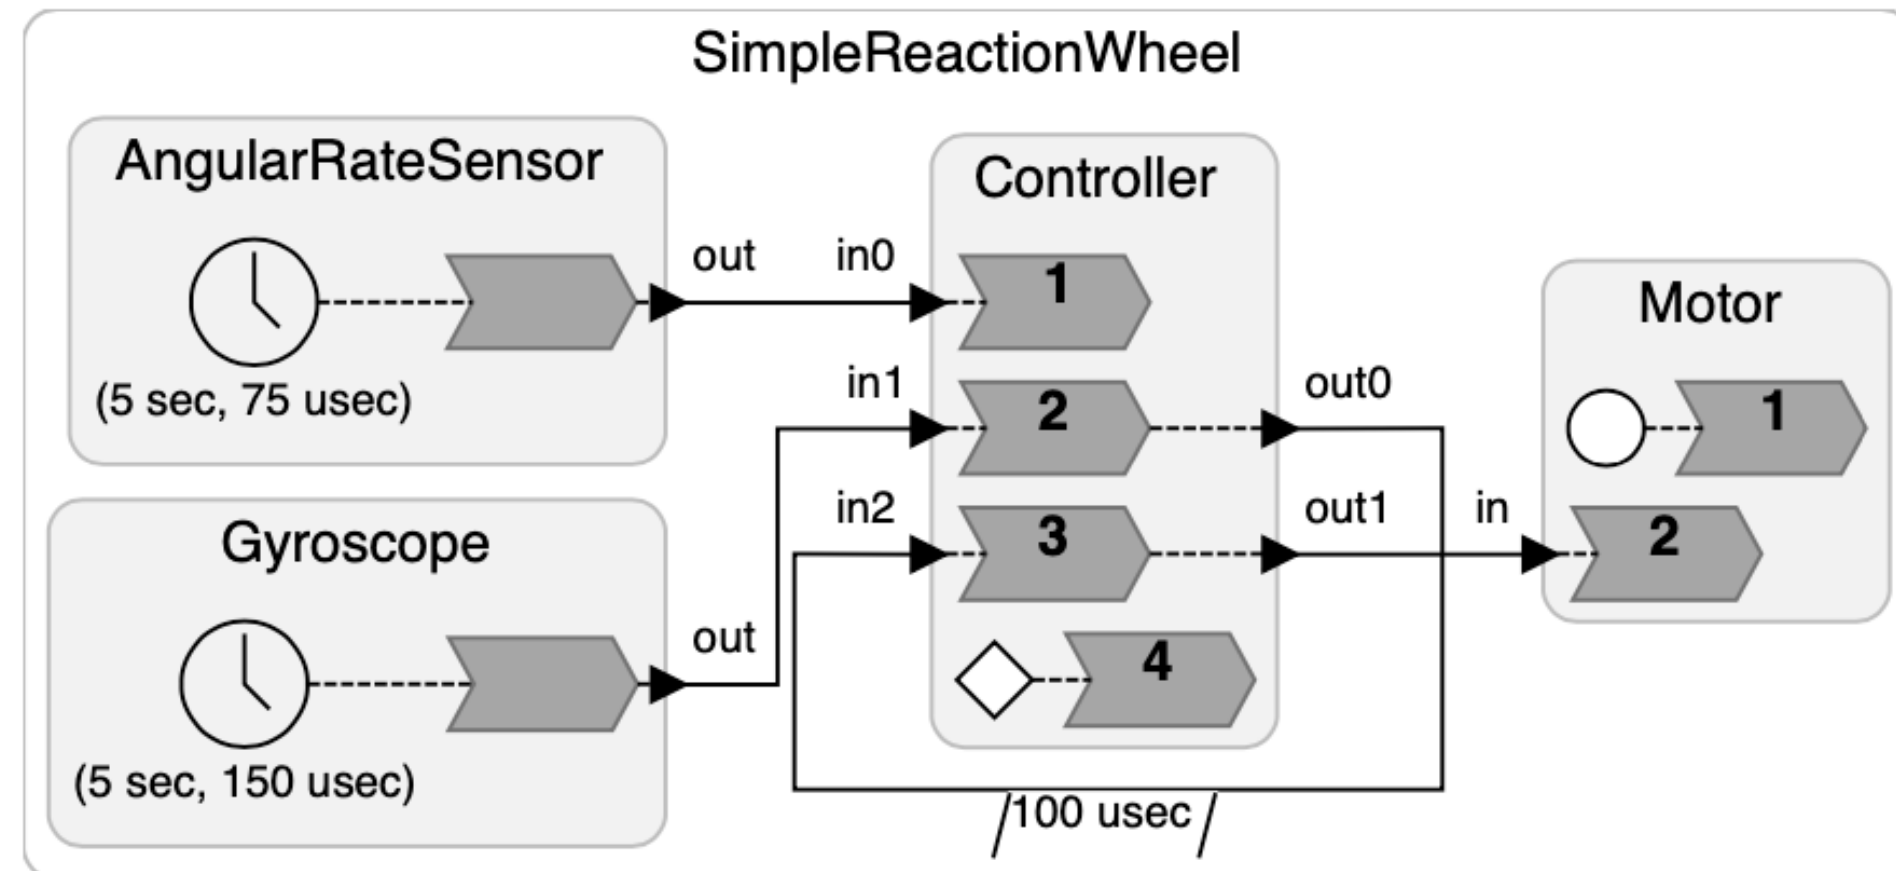 SimpleReactionWheel
AngularRateSensor
(5 sec, 75 usec)
out
in0
Controller
1
in1
2
out0
in2
3
out1
4
Gyroscope
(5 sec, 150 usec)
out
100 usec
Motor
1
in
2